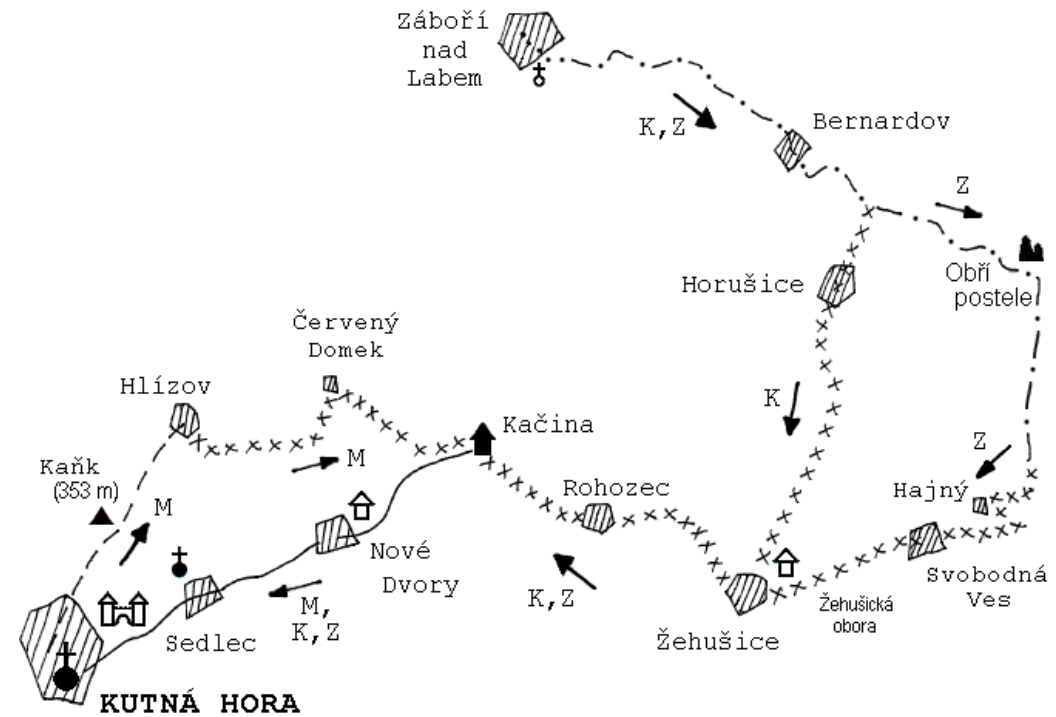 Záboří
nad
Labem
K,Z
Bernardov
Z
Obří
postele
Horušice
Červený
Domek
Hlízov
K
Kačina
M
Kaňk
(353 m)
M
Z
Hajný
Rohozec
Nové
Dvory
Svobodná
Ves
K,Z
Žehušická
obora
M,
K,Z
Sedlec
Žehušice
KUTNÁ HORA